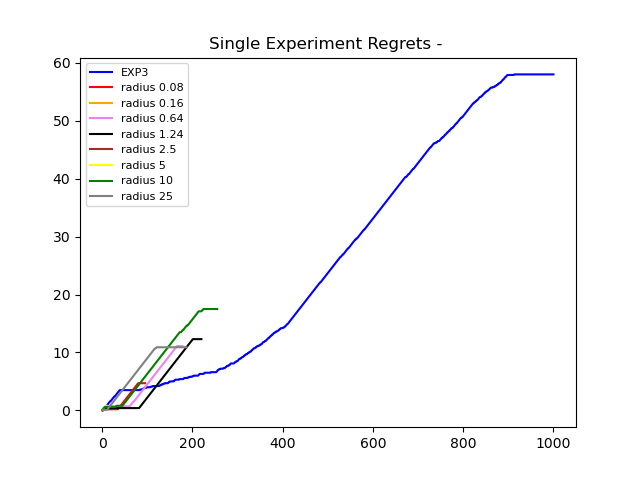 Single Experiment Regrets -
60
50
40
30
20
10
0
EXP3
radius 0.08
radius 0.16
radius 0.64
radius 1.24
radius 2.5
radius 5
radius 10
radius 25
0 200 400 600 800 1000